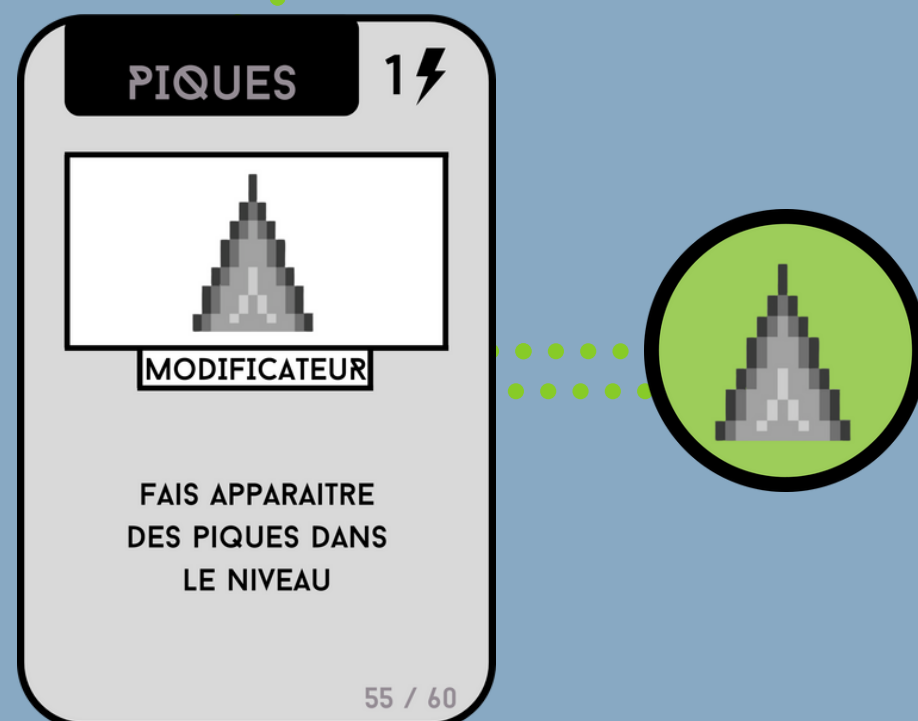 PIQUES
1
MODIFICATEUR
FAIS APPARAITRE
DES PIQUES DANS
LE NIVEAU
55 / 60